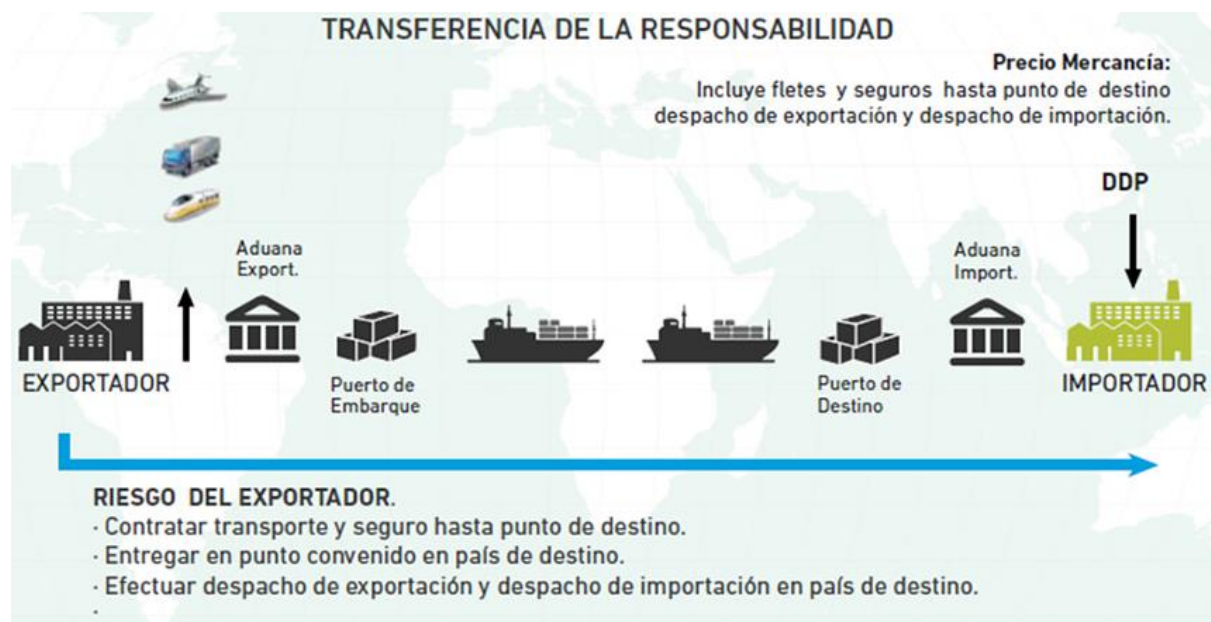 TRANSFERENCIA DE LA RESPONSABILIDAD
Precio Mercancía:
Incluye fletes y seguros hasta punto de destino
despacho de exportación y despacho de importación.
DDP
Aduana
Export.
Aduana
Import.
EXPORTADOR
Puerto de
Embarque
Puerto de
Destino
IMPORTADOR
RIESGO DEL EXPORTADOR.
· Contratar transporte y seguro hasta punto de destino.
· Entregar en punto convenido en país de destino.
· Efectuar despacho de exportación y despacho de importación en país de destino.
·